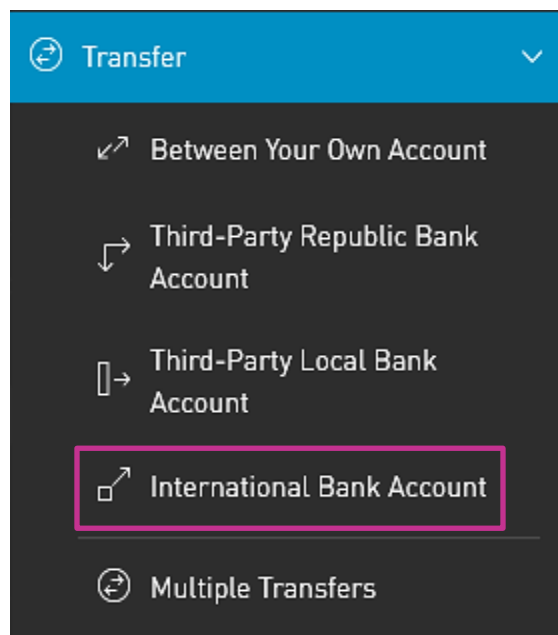 Transfer
Between Your Own Account
Third-Party Republic Bank
Account
Third-Party Local Bank
Account
International Bank Account
Multiple Transfers